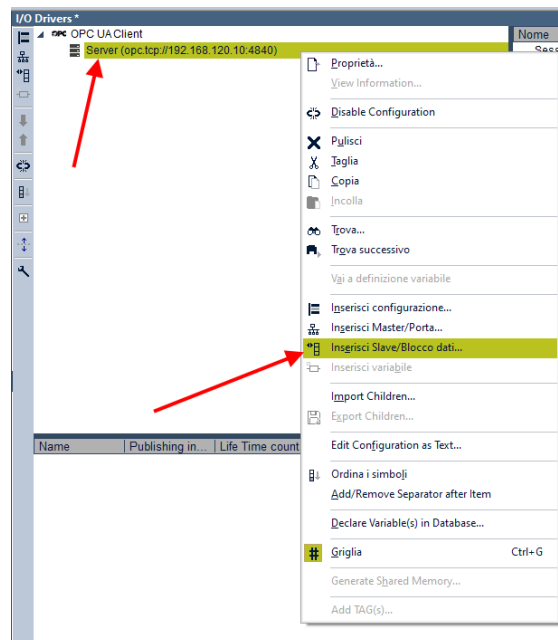 I/O Drivers *
OPC UA Client
Server (opc.tcp://192.168.120.10:4840)
Nome
Sess
Proprietà...
View Information...
Disable Configuration
Pulisci
Taglia
Copia
Incolla
Trova...
Trova successivo
Vai a definizione variabile
Inserisci configurazione...
Inserisci Master/Porta...
Inserisci Slave/Blocco dati...
Inserisci variabile
Import Children...
Export Children...
Edit Configuration as Text...
Ordina i simboli
Add/Remove Separator after Item
Declare Variable(s) in Database...
Griglia Ctrl+G
Generate Shared Memory...
Add TAG(s)...
Name Publishing in... Life Time count